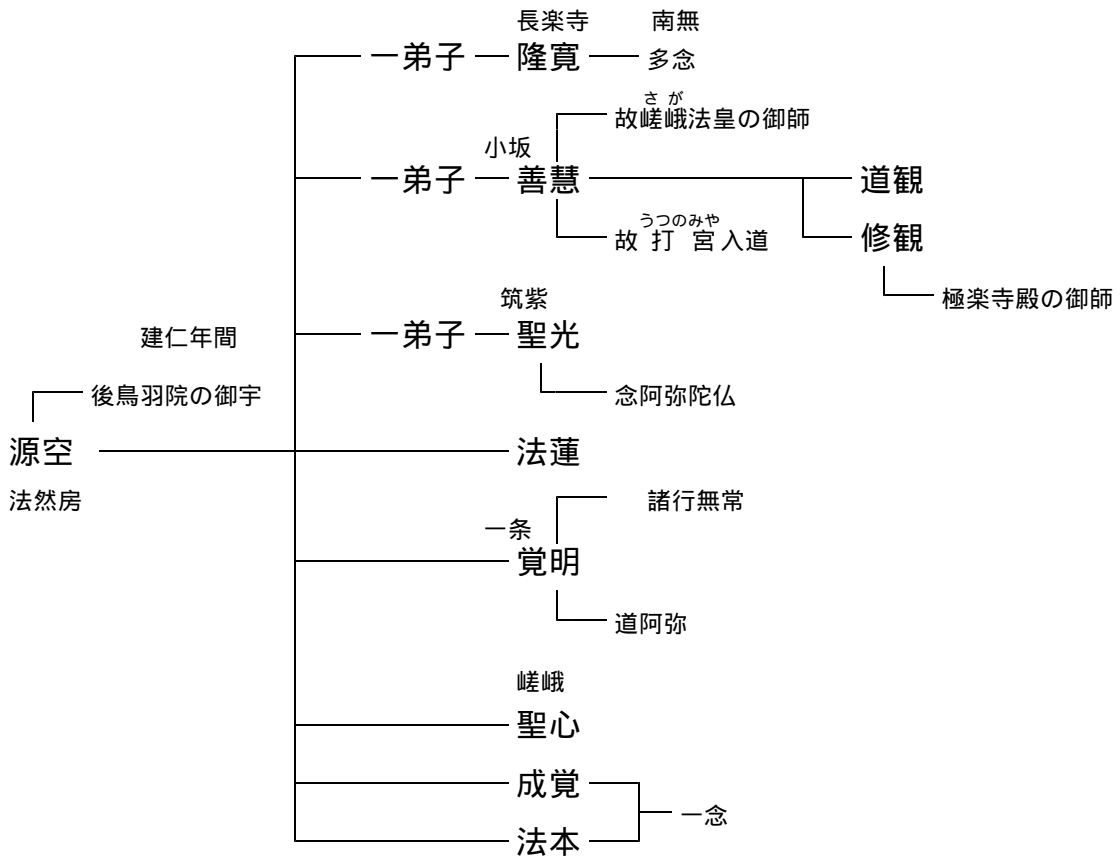 長楽寺 南無
一弟子 隆寛 多念
さが
故嵯峨法皇の御師
小坂
一弟子 善慧 道観
うつのみや
故打宮入道 修観
極楽寺殿の御師
筑紫
一弟子 聖光
建仁年間
後鳥羽院の御宇 念阿弥陀仏
源空 法蓮
法然房 諸行無常
一条
覚明
道阿弥
嵯峨
聖心
成覚
一念
法本